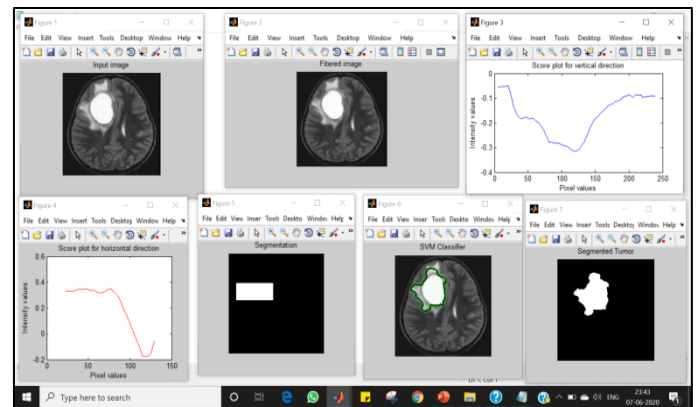 Figure 1
File Edit View Insert Tools Desktop Window Help
Input image
Figure 2
File Edit View Insert Tools Desktop Window Help
Fitered image
Figure 3
File Edit View Insert Tools Desktop Window Help
Score plot for vertical direction
Intensity values
0
-0.1
-0.2
-0.3
-0.4
0 50 100 150 200 250
Pixel values
Figure 4
File Edit View Inser Tools Desktop Window Help
Score plot for horizontal direction
Intensity values
0.6
0.4
0.2
0
-0.2
0 50 100 150
Pixel values
Figure 5
File Edit View Inser Tools Deskto Window Help
Segmentation
Figure 6
File Edit View Inser Tools Deskto Window Help
SVM Classifier
Figure 7
File Edit View Insert Tools Desktop Window Help
Segmented Tumor
Type here to search
ENG
23:43
07-06-2020